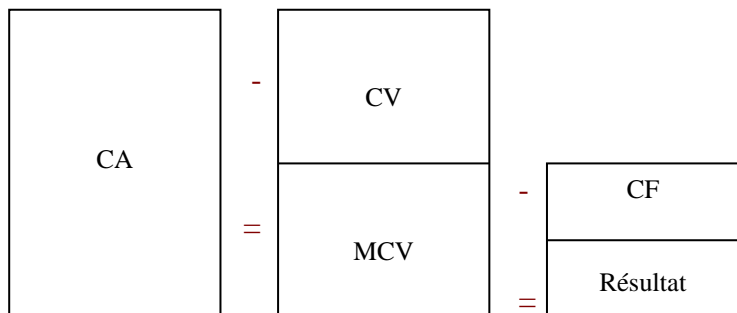 CA
-
CV
=
MCV
-
CF
=
Résultat